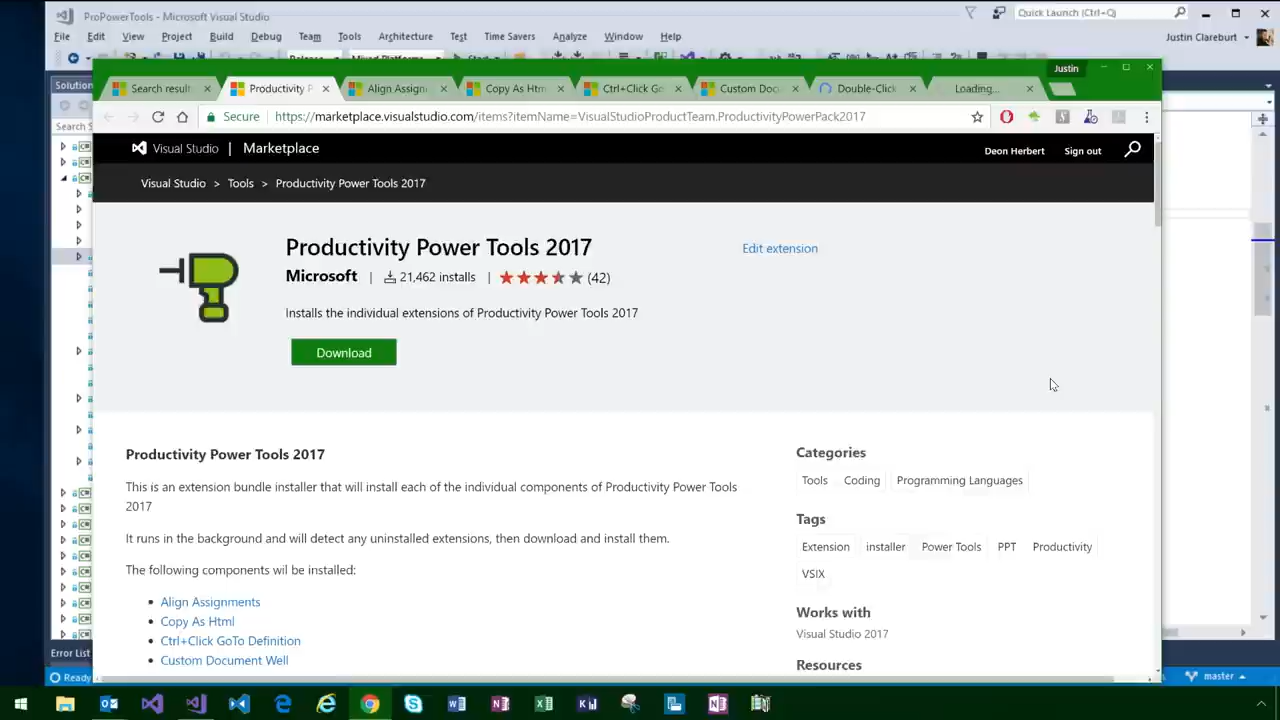 ProPowerTools - Microsoft Visual Studio
Quick Launch (Ctrl+Q)
File Edit View Project Build Debug Team Tools Architecture Test Time Savers Analyze Window Help
Justin Clareburt
Solution
Justin
Search result
Productivity P
Align Assignn
Copy As Html
Ctrl+Click Go
Custom Docu
Double-Click
Loading...
Search S
Secure
https://marketplace.visualstudio.com/items?itemName=VisualStudioProductTeam.ProductivityPowerPack2017
Visual Studio | Marketplace
Deon Herbert Sign out
Visual Studio > Tools > Productivity Power Tools 2017
Productivity Power Tools 2017
Edit extension
Microsoft | 21,462 installs | (42)
Installs the individual extensions of Productivity Power Tools 2017
Download
Productivity Power Tools 2017
This is an extension bundle installer that will install each of the individual components of Productivity Power Tools
2017
It runs in the background and will detect any uninstalled extensions, then download and install them.
The following components wil be installed:
• Align Assignments
• Copy As Html
• Ctrl+Click GoTo Definition
• Custom Document Well
Categories
Tools Coding Programming Languages
Tags
Extension installer Power Tools PPT Productivity
VSIX
Works with
Visual Studio 2017
Resources
Error List
Ready
master